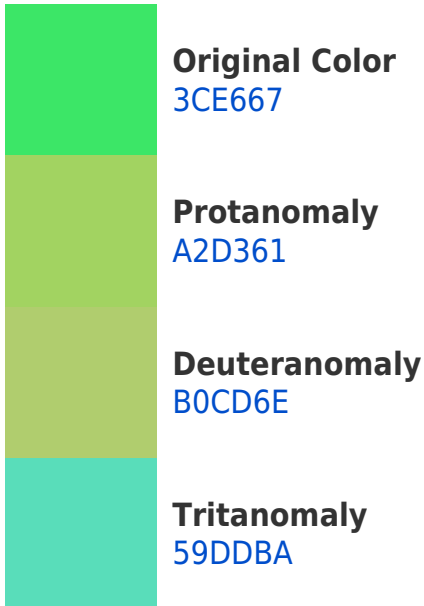 Original Color
3CE667
Protanomaly
A2D361
Deuteranomaly
B0CD6E
Tritanomaly
59DDBA